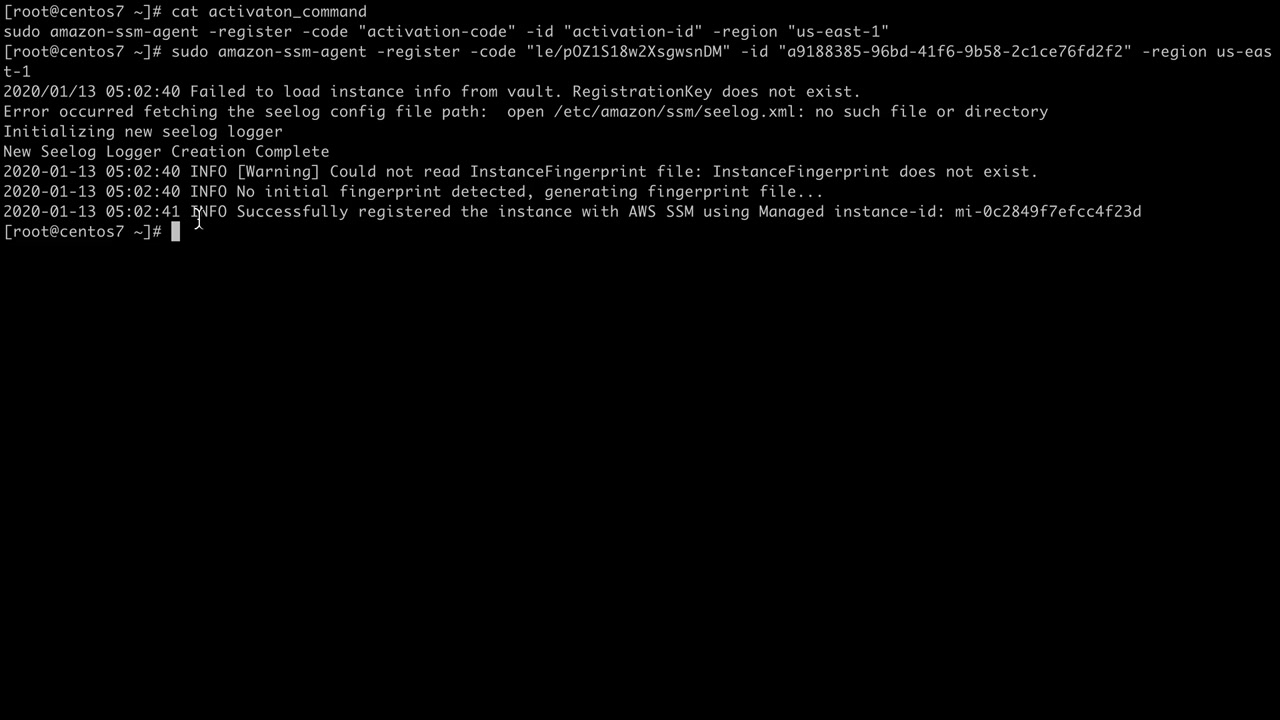 [root@centos7 ~]# cat activaton_command
sudo amazon-ssm-agent -register -code "activation-code" -id "activation-id" -region "us-east-1"
[root@centos7 ~]# sudo amazon-ssm-agent -register -code "le/pOZ1S18w2XsgwsnDM" -id "a9188385-96bd-41f6-9b58-2c1ce76fd2f2" -region us-eas
t-1
2020/01/13 05:02:40 Failed to load instance info from vault. RegistrationKey does not exist.
Error occurred fetching the seelog config file path:  open /etc/amazon/ssm/seelog.xml: no such file or directory
Initializing new seelog logger
New Seelog Logger Creation Complete
2020-01-13 05:02:40 INFO [Warning] Could not read InstanceFingerprint file: InstanceFingerprint does not exist.
2020-01-13 05:02:40 INFO No initial fingerprint detected, generating fingerprint file...
2020-01-13 05:02:41 INFO Successfully registered the instance with AWS SSM using Managed instance-id: mi-0c2849f7efcc4f23d
[root@centos7 ~]#